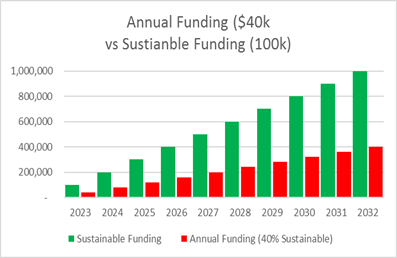 Annual Funding ($40k
vs Sustianble Funding (100k)
1,000,000
800,000
600,000
400,000
200,000
-
2023 2024 2025 2026 2027 2028 2029 2030 2031 2032
Sustainable Funding Annual Funding (40% Sustainable)